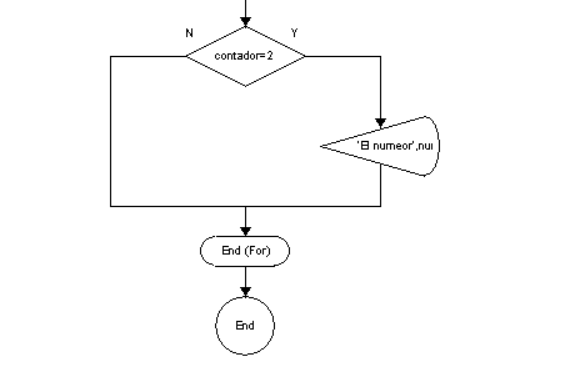 N
Y
contador=2
'El numeor',nu
End (For)
End